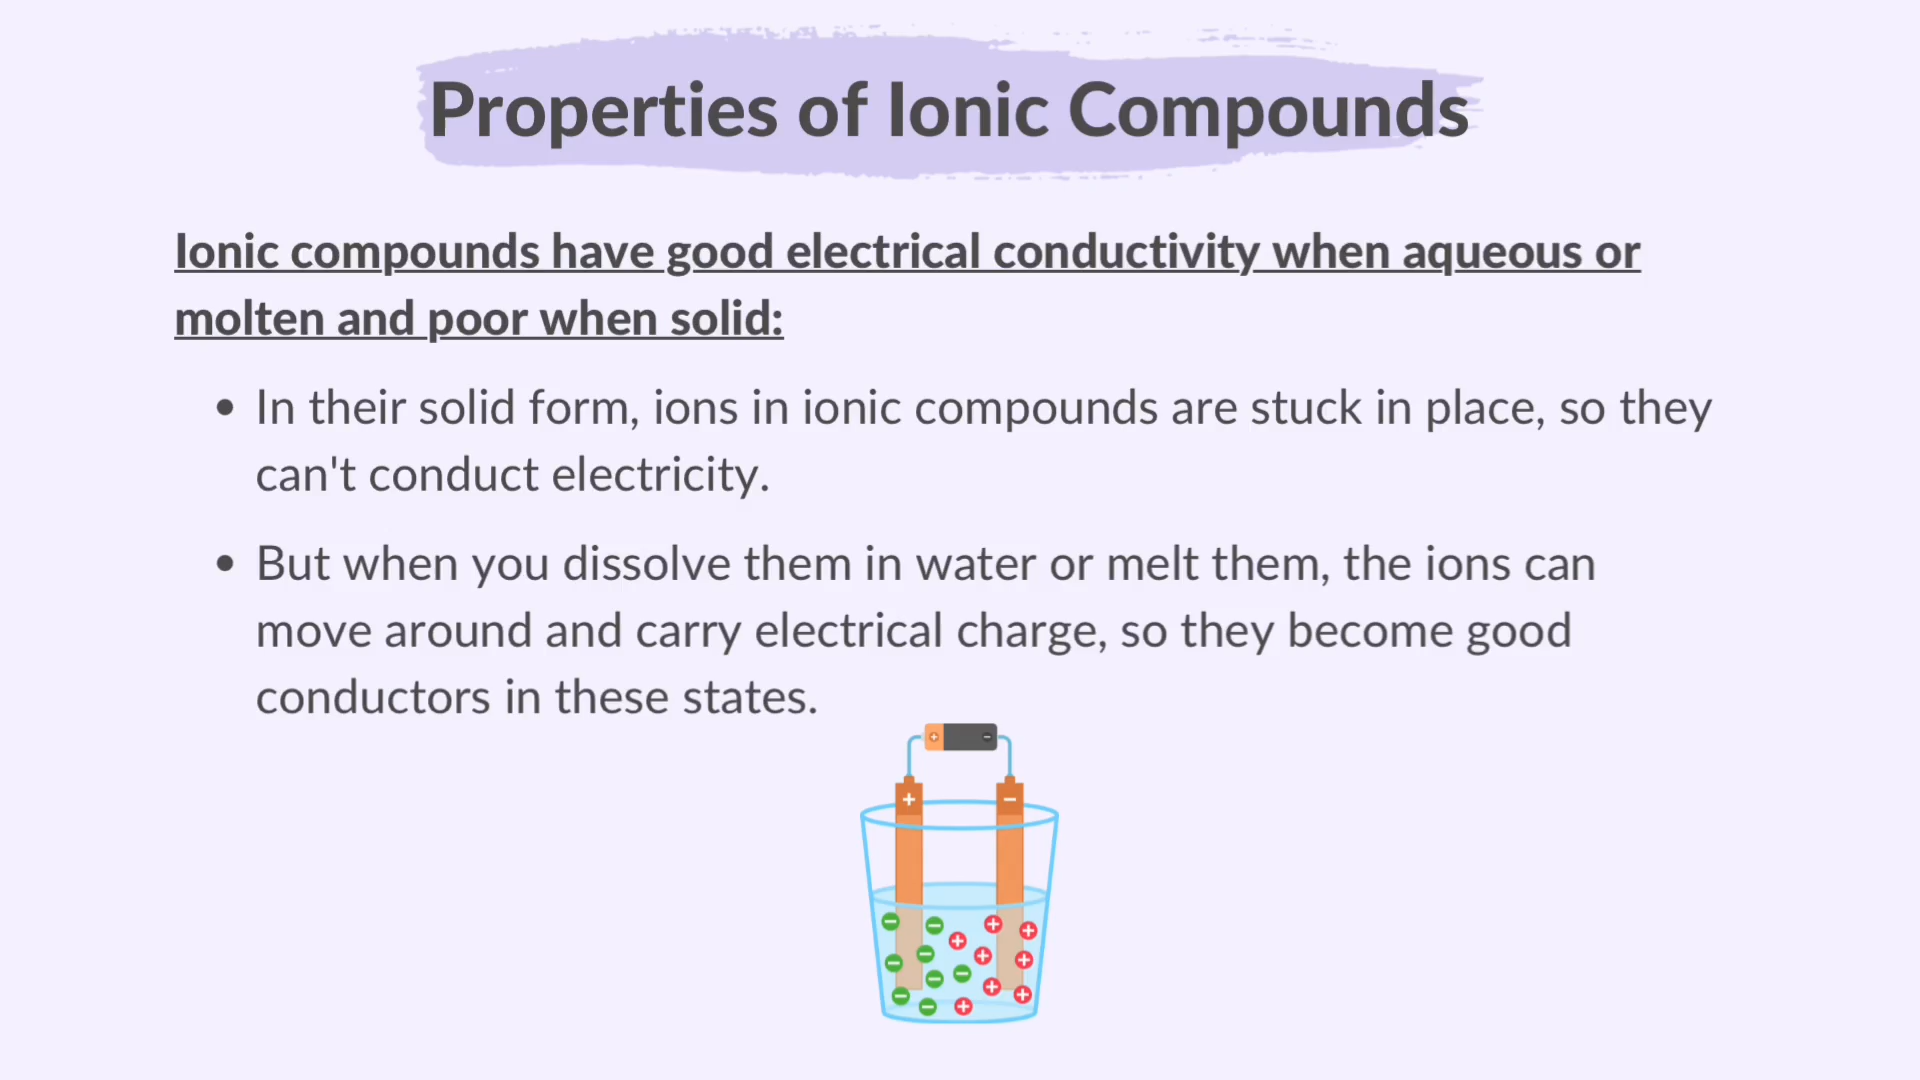 Properties of Ionic Compounds
Ionic compounds have good electrical conductivity when aqueous or
molten and poor when solid:
• In their solid form, ions in ionic compounds are stuck in place, so they
can't conduct electricity.
• But when you dissolve them in water or melt them, the ions can
move around and carry electrical charge, so they become good
conductors in these states.